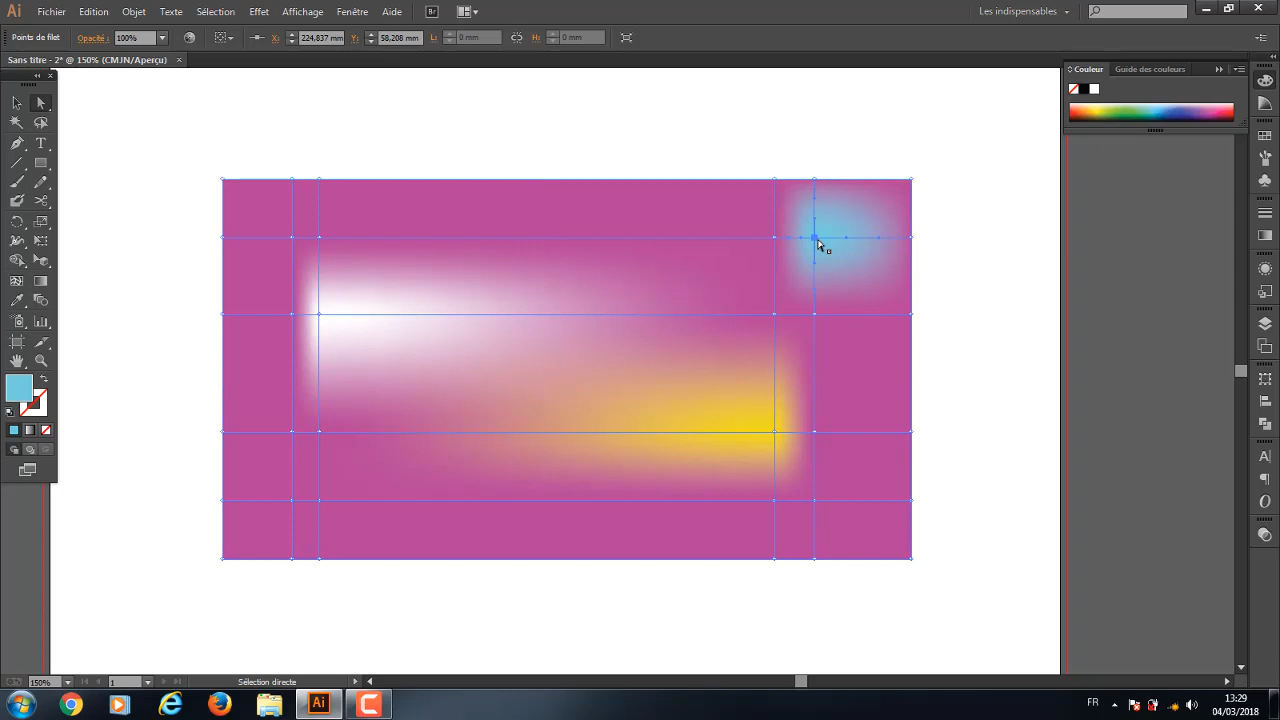 Ai Fichier Edition Objet Texte Sélection Effet Affichage Fenêtre Aide Br Les indispensables
Points de filet Opacité : 100% X: 224,837 mm Y: 58,208 mm L: 0 mm H: 0 mm
Sans titre - 2* @ 150% (CMJN/Aperçu) ×
Couleur Guide des couleurs
150% 1 Sélection directe
Ai FR 13:29
04/03/2018